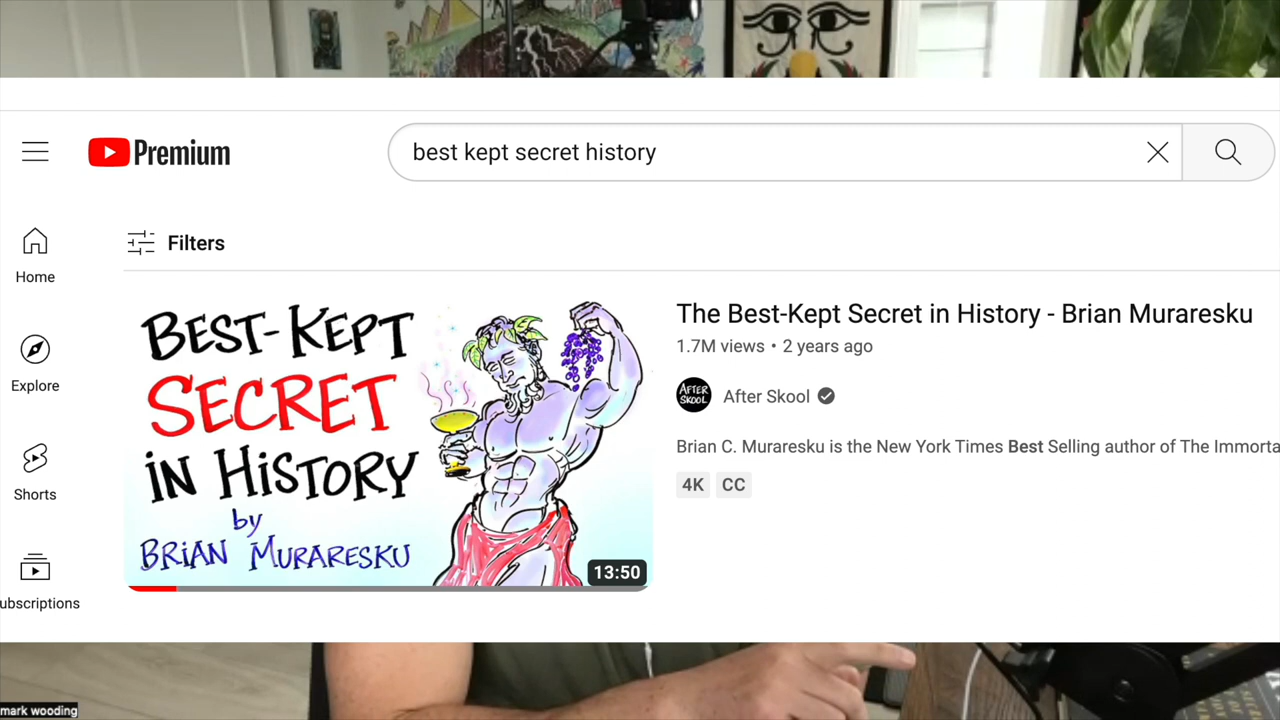 Premium
best kept secret history
Home
Explore
Shorts
ubscriptions
Filters
BEST-KEPT
SECRET
IN HISTORY
by
BRIAN MURARESKU
13:50
The Best-Kept Secret in History - Brian Muraresku
1.7M views • 2 years ago
AFTER
SKOOL
After Skool
Brian C. Muraresku is the New York Times Best Selling author of The Immorta
4K CC
mark wooding